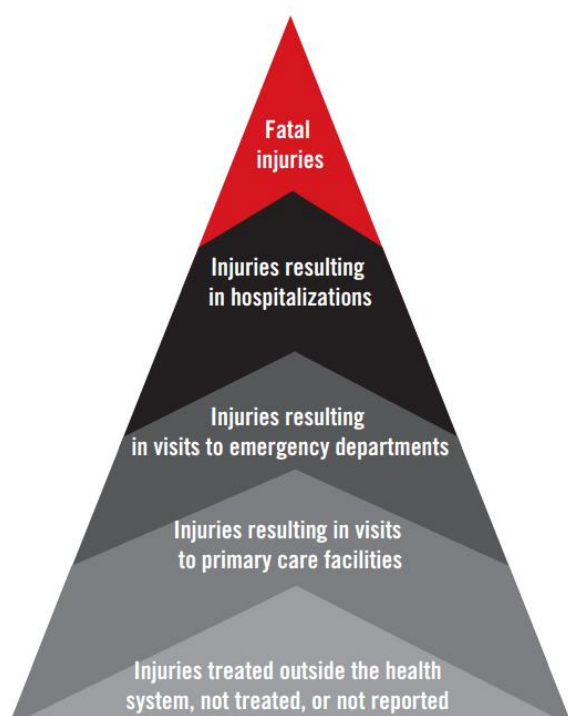 Fatal
injuries
Injuries resulting
in hospitalizations
Injuries resulting
in visits to emergency departments
Injuries resulting in visits
to primary care facilities
Injuries treated outside the health
system, not treated, or not reported